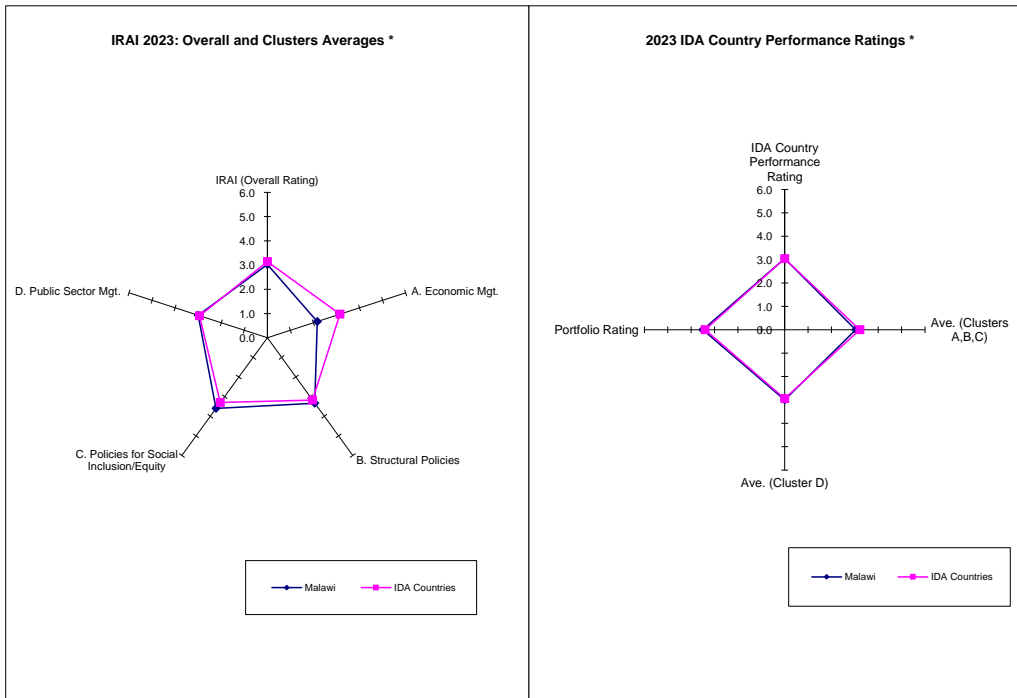 IRAI 2023: Overall and Clusters Averages *
IRAI (Overall Rating)
6.0
5.0
4.0
3.0
2.0
1.0
0.0
A. Economic Mgt.
B. Structural Policies
C. Policies for Social
Inclusion/Equity
D. Public Sector Mgt.
Malawi
IDA Countries
2023 IDA Country Performance Ratings *
IDA Country
Performance
Rating
6.0
5.0
4.0
3.0
2.0
1.0
0.0
Ave. (Clusters
A,B,C)
Ave. (Cluster D)
Portfolio Rating
Malawi
IDA Countries